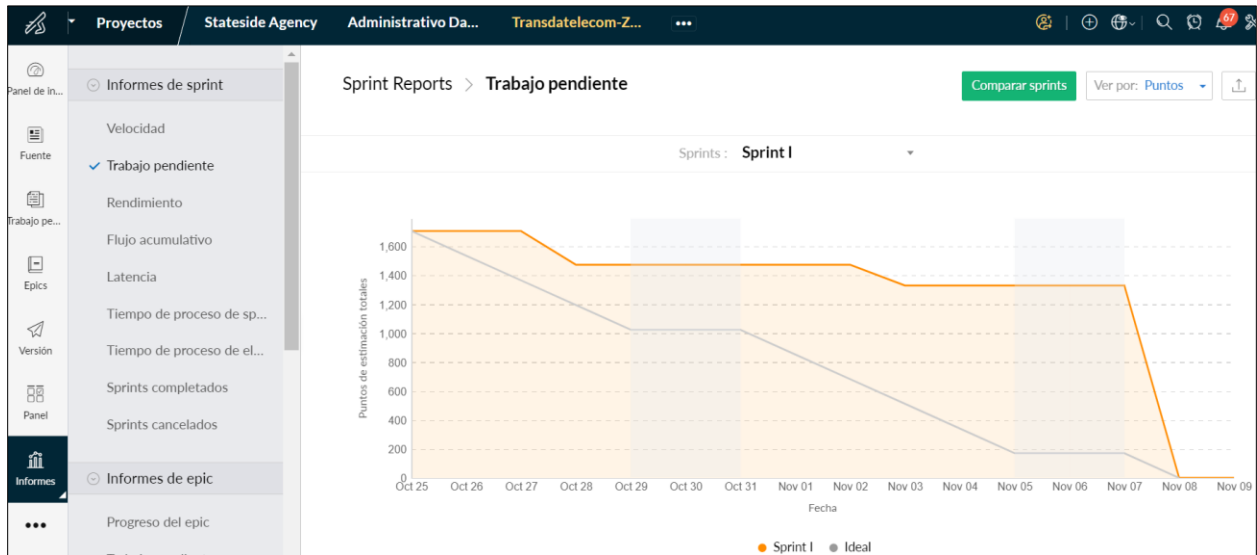 Proyectos
Stateside Agency
Administrativo Da...
Transdatelecom-Z...
67
Panel de in...
Fuente
Trabajo pe...
Epics
Versión
Panel
Informes
Informes de sprint
Velocidad
Trabajo pendiente
Rendimiento
Flujo acumulativo
Latencia
Tiempo de proceso de sp...
Tiempo de proceso de el...
Sprints completados
Sprints cancelados
Informes de epic
Progreso del epic
Sprint Reports > Trabajo pendiente
Comparar sprints
Ver por: Puntos
Sprints : Sprint I
Puntos de estimación totales
1,600
1,400
1,200
1,000
800
600
400
200
0
Oct 25 Oct 26 Oct 27 Oct 28 Oct 29 Oct 30 Oct 31 Nov 01 Nov 02 Nov 03 Nov 04 Nov 05 Nov 06 Nov 07 Nov 08 Nov 09
Fecha
Sprint I Ideal